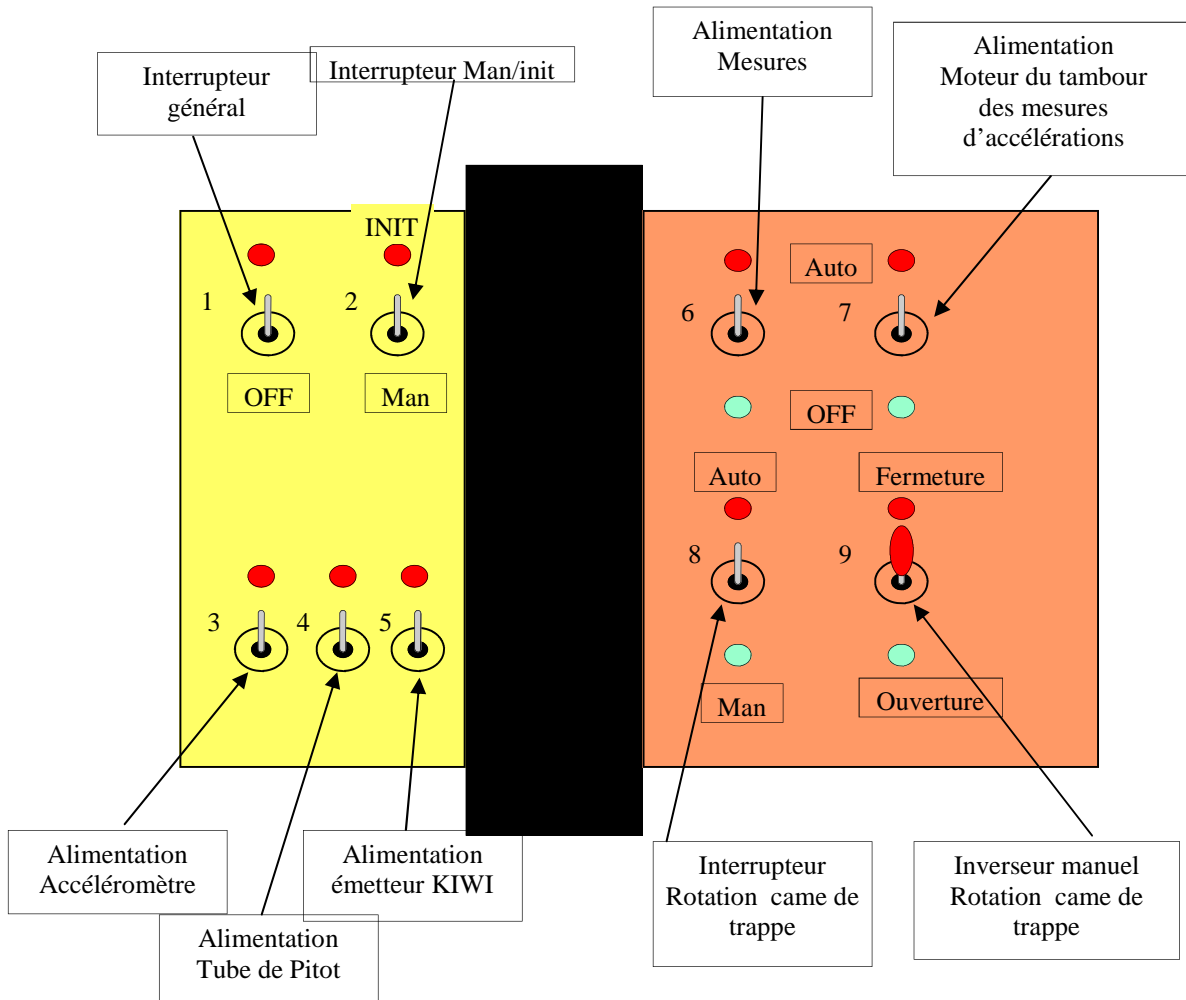 Interrupteur
général
Interrupteur Man/init
Alimentation
Mesures
Alimentation
Moteur du tambour
des mesures
d’accélérations
INIT
1
2
OFF
Man
6
Auto
7
OFF
Auto
Fermeture
3
4
5
8
9
Man
Ouverture
Alimentation
Accéléromètre
Alimentation
Tube de Pitot
Alimentation
émetteur KIWI
Interrupteur
Rotation came de
trappe
Inverseur manuel
Rotation came de
trappe